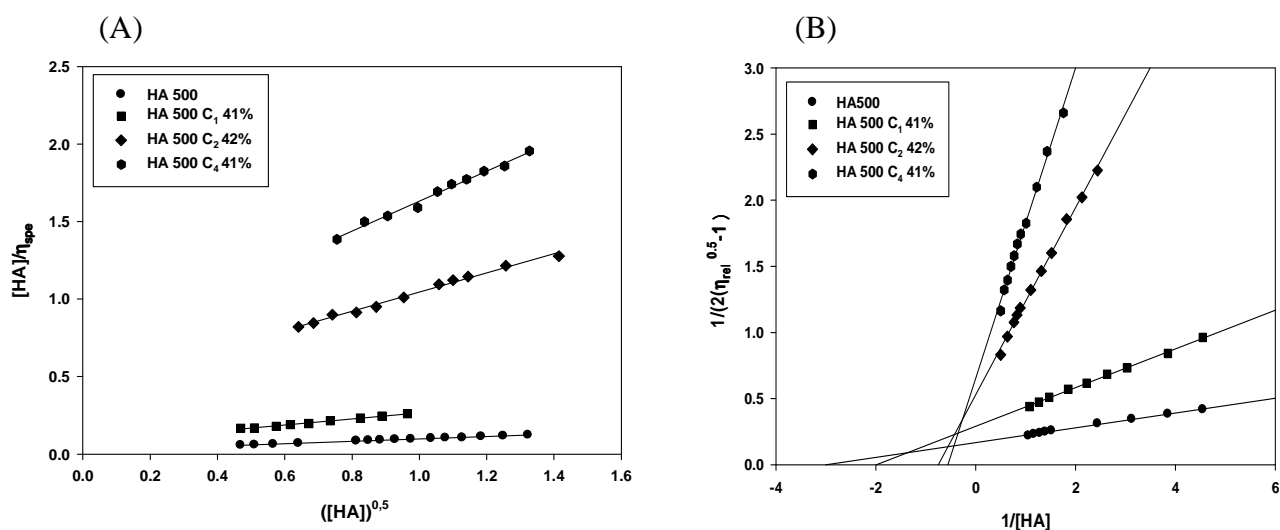 (A)
2.5
2.0
1.5
1.0
0.5
0.0
[HA]/ηspe
HA 500
HA 500 C1 41%
HA 500 C2 42%
HA 500 C4 41%
0.0 0.2 0.4 0.6 0.8 1.0 1.2 1.4 1.6
([HA])^0,5
(B)
3.0
2.5
2.0
1.5
1.0
0.5
0.0
1/(2(ηrel^0.5-1)
HA500
HA 500 C1 41%
HA 500 C2 42%
HA 500 C4 41%
-4 -2 0 2 4 6
1/[HA]